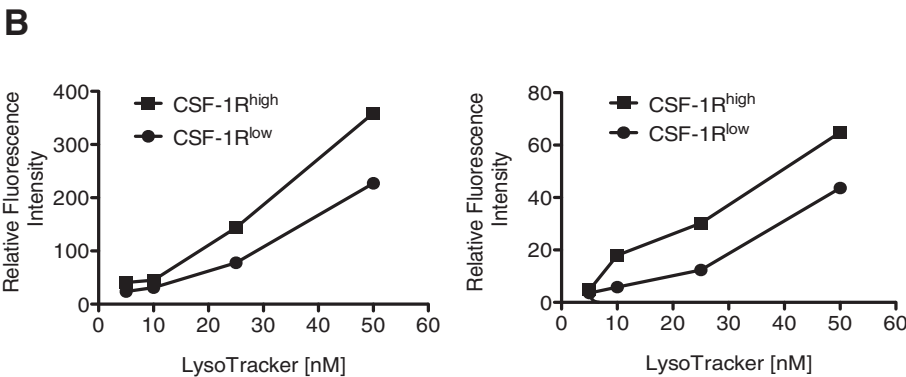 B
400
300
200
100
0
Relative Fluorescence
Intensity
CSF-1Rhigh
CSF-1Rlow
0 10 20 30 40 50 60
LysoTracker [nM]
80
60
40
20
0
Relative Fluorescence
Intensity
CSF-1Rhigh
CSF-1Rlow
0 10 20 30 40 50 60
LysoTracker [nM]